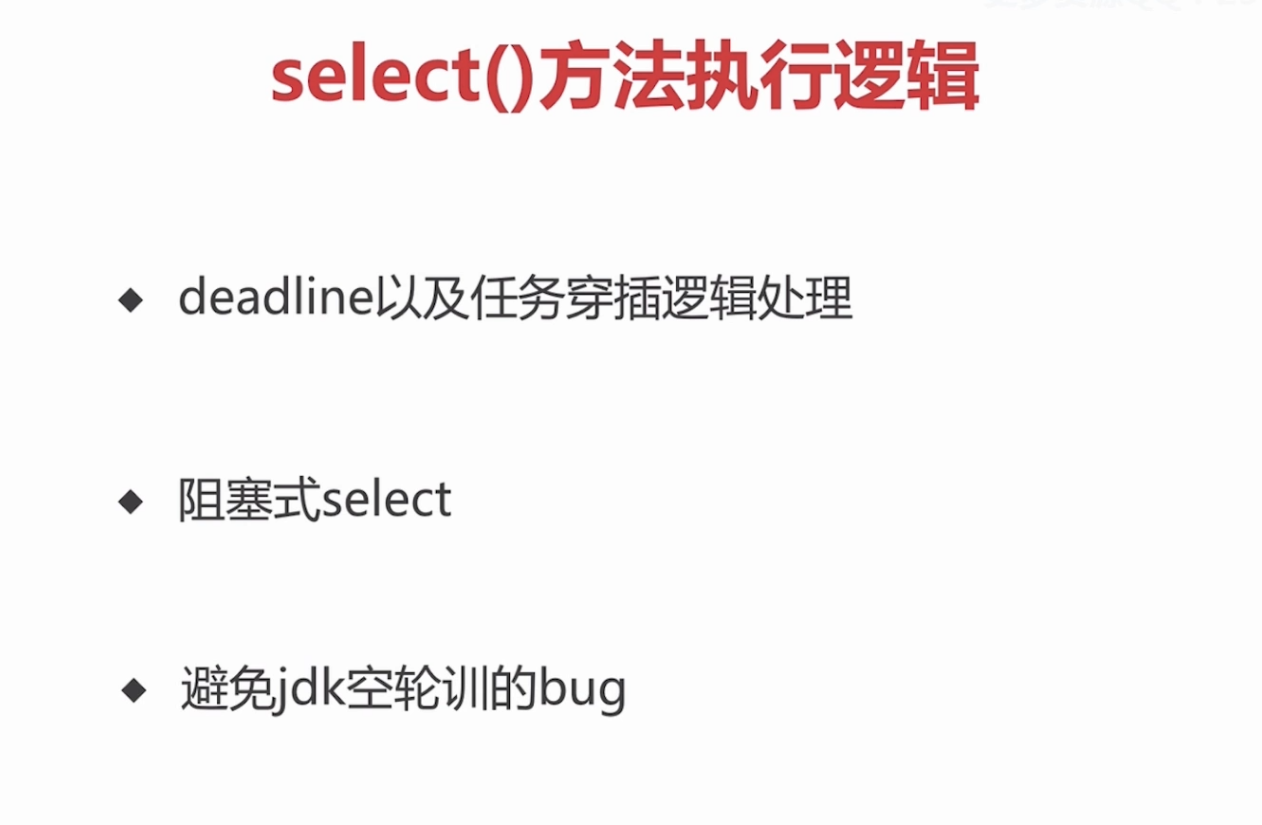 select()方法执行逻辑
deadline以及任务穿插逻辑处理
阻塞式select
避免jdk空轮训的bug